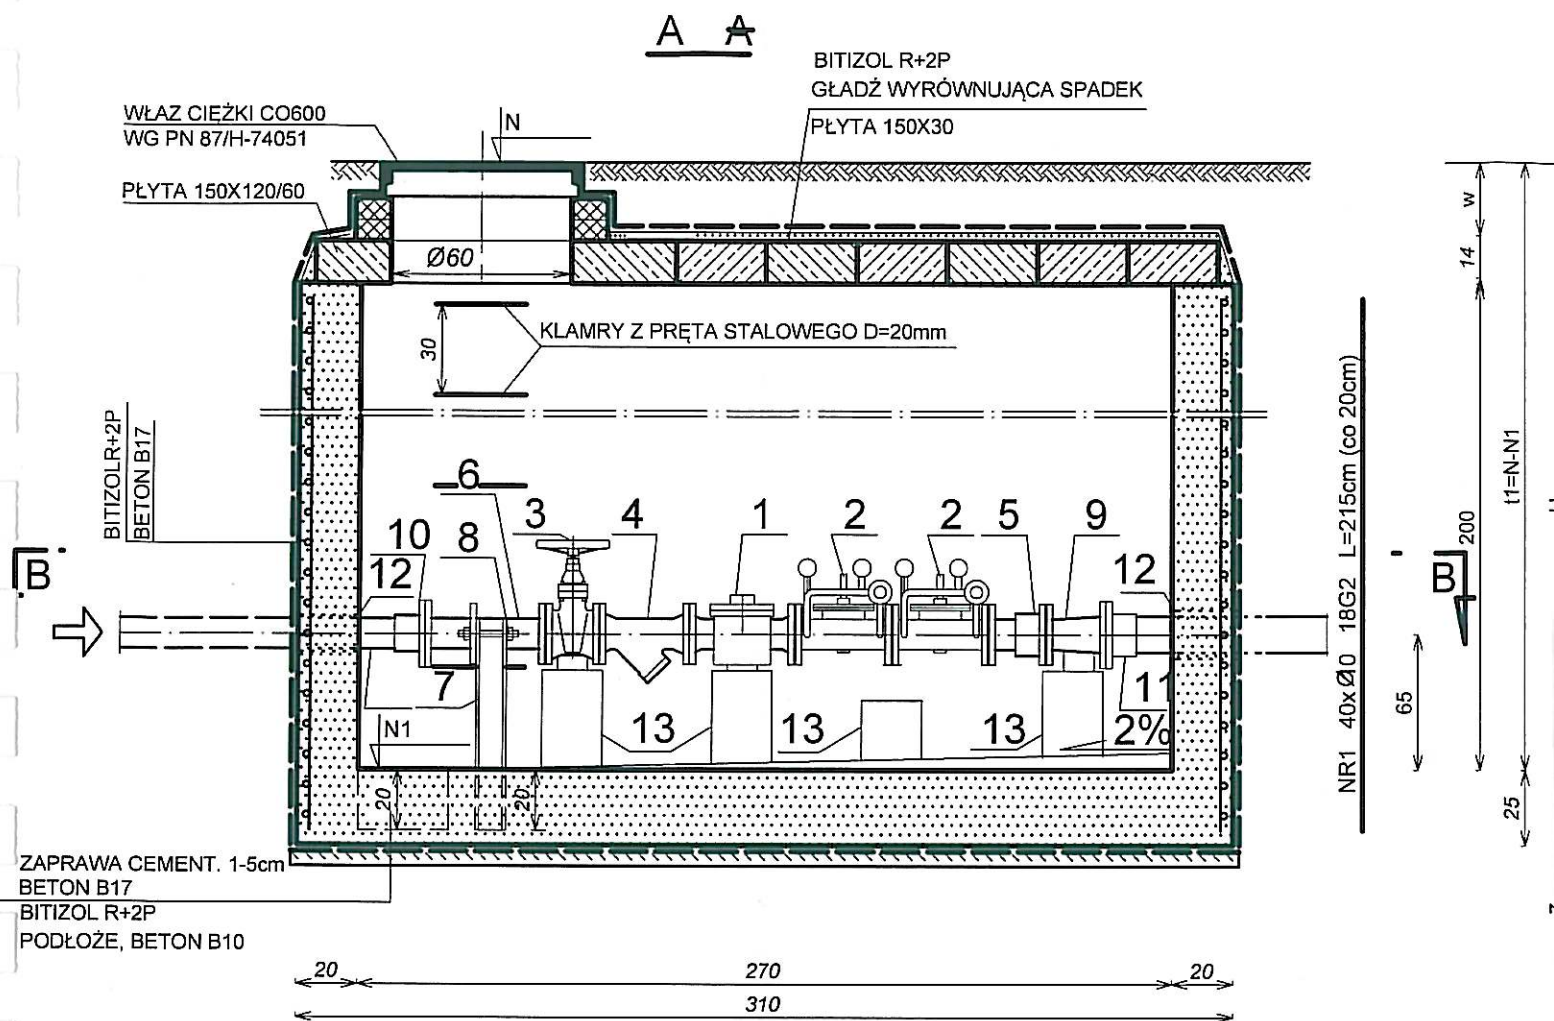 A A
BITIZOL R+2P
GŁADŹ WYRÓWNUJĄCA SPADEK
PŁYTA 150X30
WŁAZ CIĘŻKI CO600
WG PN 87/H-74051
N
PŁYTA 150X120/60
Ø60
w
14
30
KLAMRY Z PRĘTA STALOWEGO D=20mm
BITIZOLR+2P
BETON B17
6
3
4
1
2
2
5
9
10
8
12
12
B
B
7
11
N1
13
13
13
2%
20
20
NR1 40xØ10 18G2 L=215cm (co 20cm)
65
200
t1=N-N1
25
ZAPRAWA CEMENT. 1-5cm
BETON B17
BITIZOL R+2P
PODŁOŻE, BETON B10
20
270
20
310